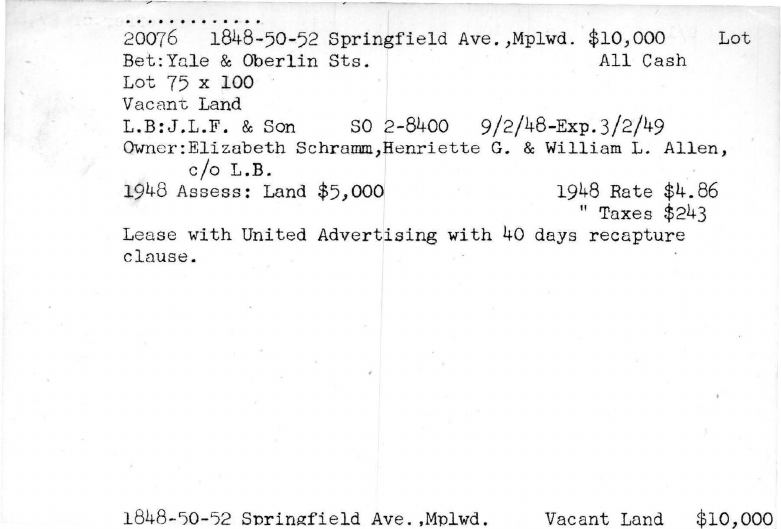 .............
20076 1848-50-52 Springfield Ave.,Mplwd. $10,000 Lot
Bet:Yale & Oberlin Sts. All Cash
Lot 75 x 100
Vacant Land
L.B:J.L.F. & Son SO 2-8400 9/2/48-Exp.3/2/49
Owner:Elizabeth Schramm,Henriette G. & William L. Allen,
c/o L.B.
1948 Assess: Land $5,000 1948 Rate $4.86
" Taxes $243
Lease with United Advertising with 40 days recapture
clause.
1848-50-52 Springfield Ave.,Mplwd. Vacant Land $10,000